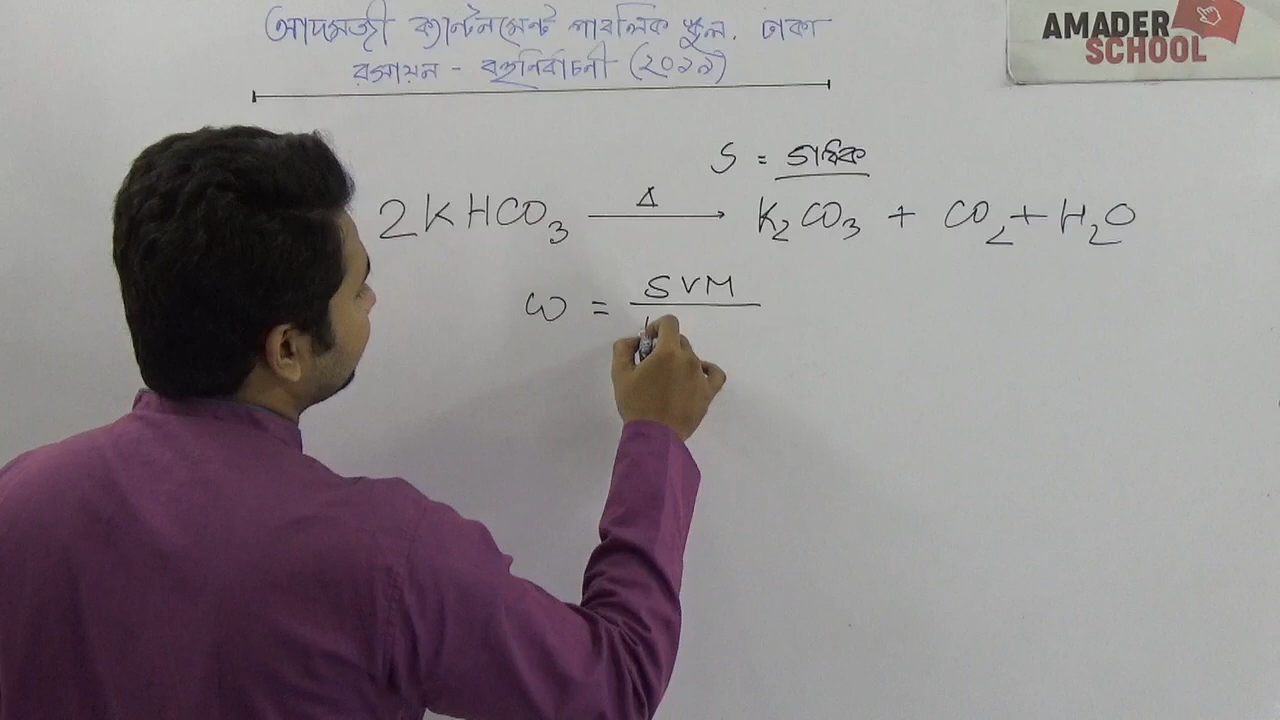 আদমজী ক্যান্টনমেন্ট পাবলিক স্কুল. ঢাকা
রসায়ন - বহুনির্বাচনী (২০১৯)
AMADER
SCHOOL
S =
2KHCO₃ —Δ→ K₂CO₃ + CO₂ + H₂O
W = SVM